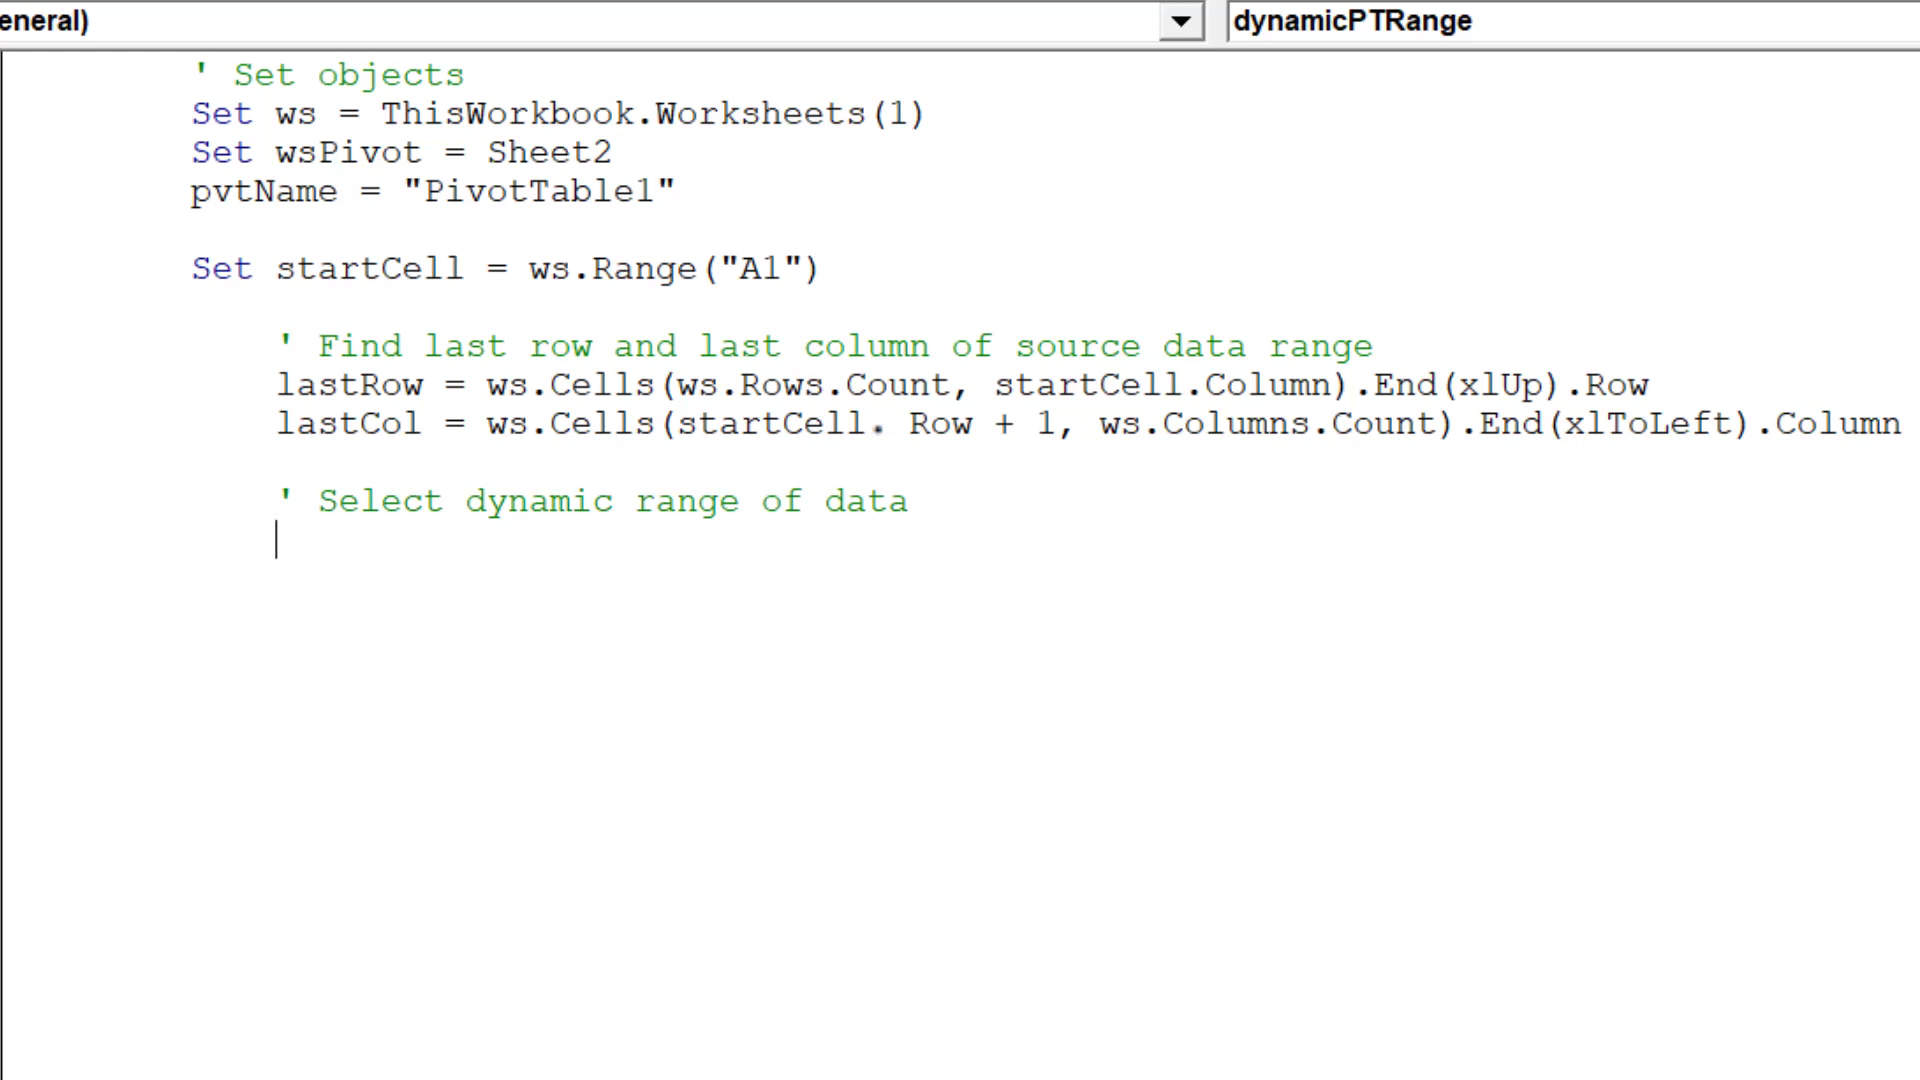 eneral)
dynamicPTRange
' Set objects
Set ws = ThisWorkbook.Worksheets(1)
Set wsPivot = Sheet2
pvtName = "PivotTable1"
Set startCell = ws.Range("A1")
' Find last row and last column of source data range
lastRow = ws.Cells(ws.Rows.Count, startCell.Column).End(xlUp).Row
lastCol = ws.Cells(startCell. Row + 1, ws.Columns.Count).End(xlToLeft).Column
' Select dynamic range of data